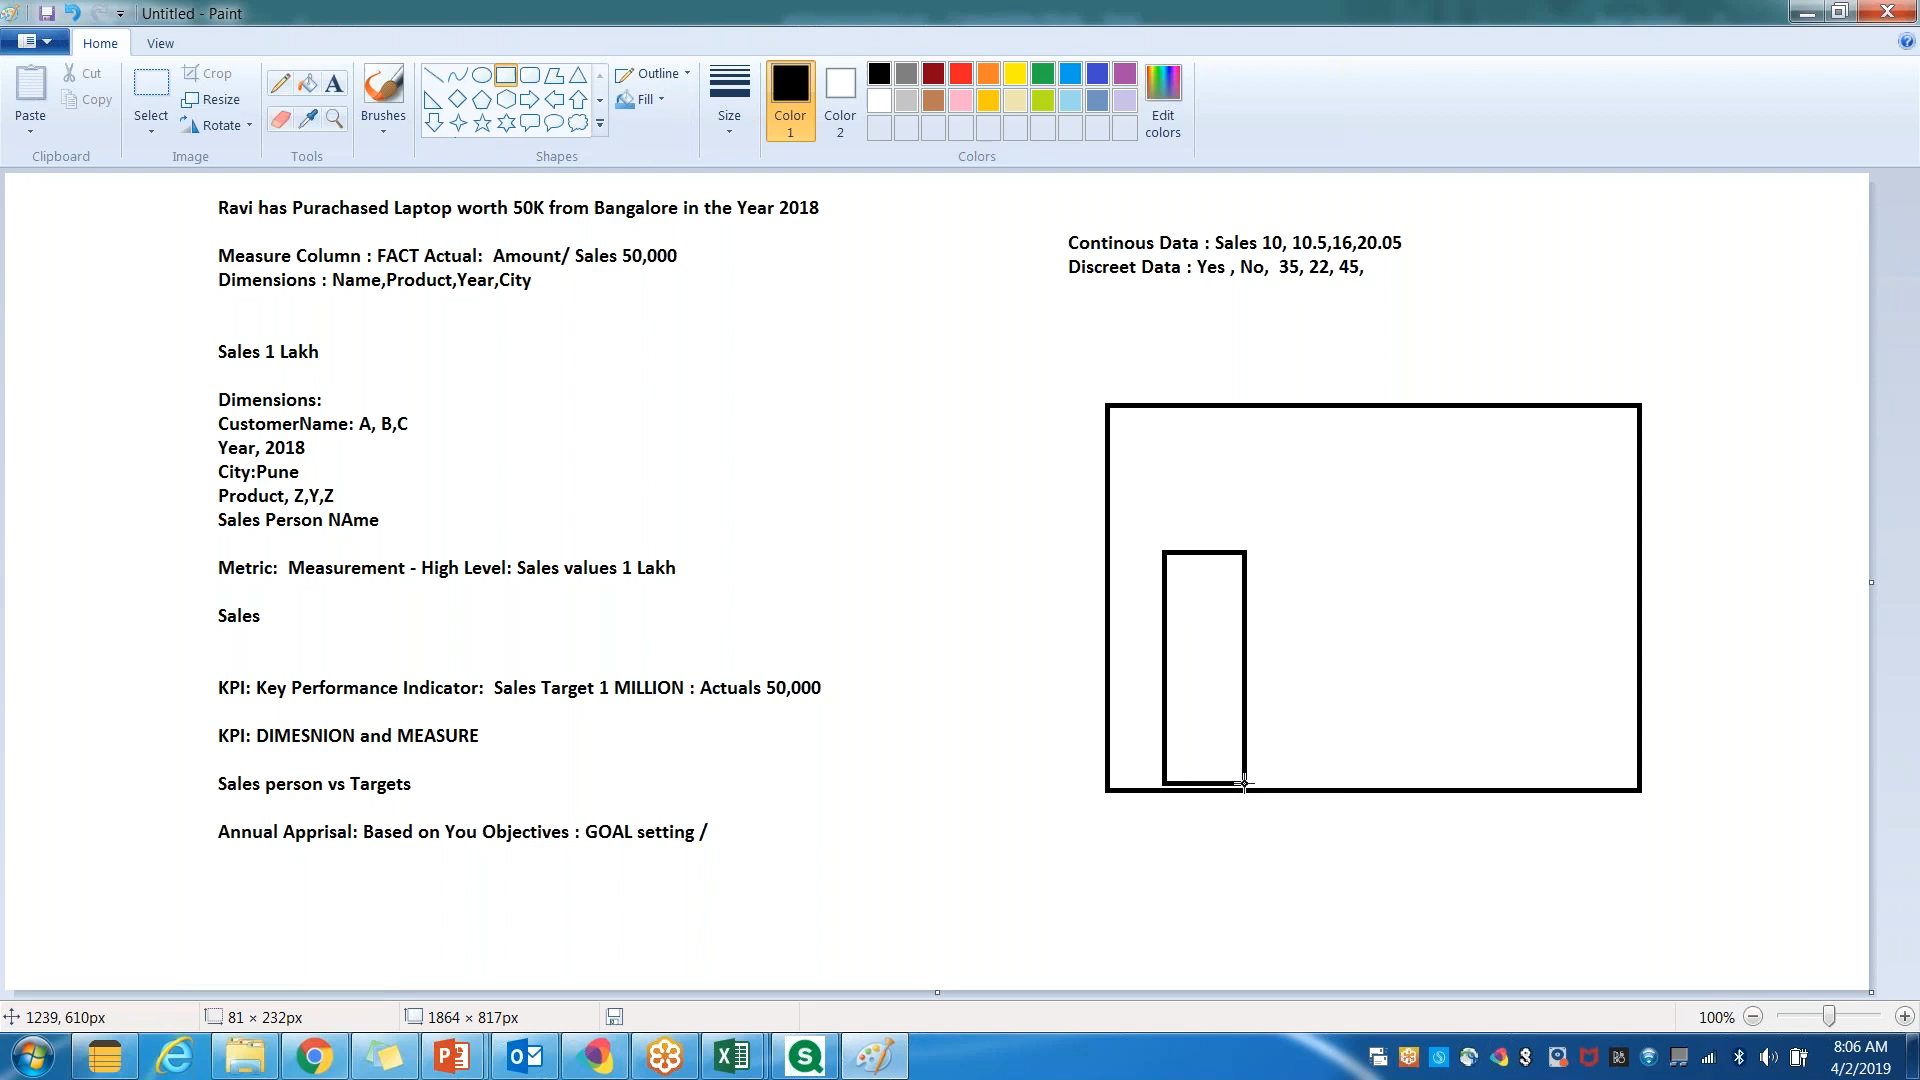 Untitled - Paint
Home
View
Paste
Cut
Copy
Clipboard
Select
Crop
Resize
Rotate
Image
Tools
Brushes
Shapes
Outline
Fill
Size
Color 1
Color 2
Edit colors
Colors
Ravi has Purachased Laptop worth 50K from Bangalore in the Year 2018
Measure Column : FACT Actual:  Amount/ Sales 50,000
Dimensions : Name,Product,Year,City
Continous Data : Sales 10, 10.5,16,20.05
Discreet Data : Yes , No,  35, 22, 45,
Sales 1 Lakh
Dimensions:
CustomerName: A, B,C
Year, 2018
City:Pune
Product, Z,Y,Z
Sales Person NAme
Metric:  Measurement - High Level: Sales values 1 Lakh
Sales
KPI: Key Performance Indicator:  Sales Target 1 MILLION : Actuals 50,000
KPI: DIMESNION and MEASURE
Sales person vs Targets
Annual Apprisal: Based on You Objectives : GOAL setting /
1239, 610px
81 × 232px
1864 × 817px
100%
8:06 AM
4/2/2019